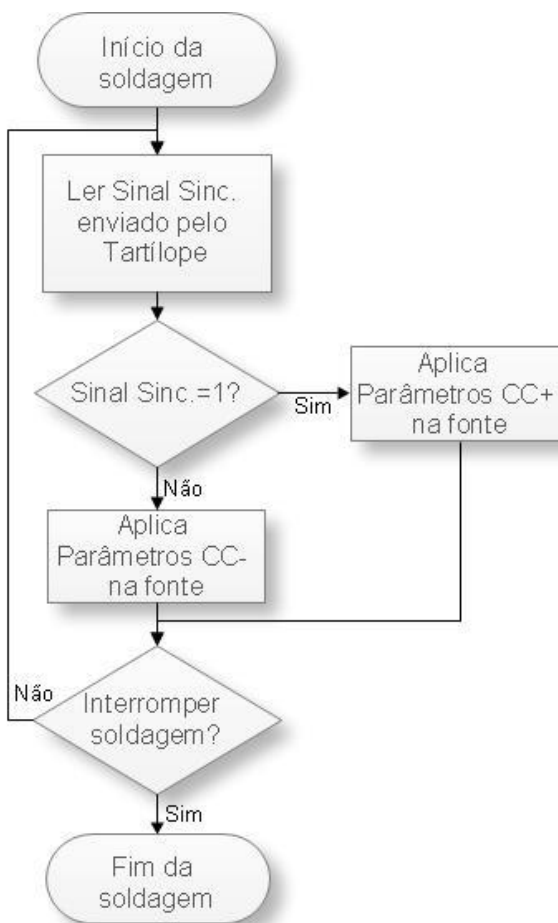 Início da
soldagem
Ler Sinal Sinc.
enviado pelo
Tartílope
Sinal Sinc.=1?
Sim
Aplica
Parâmetros CC+
na fonte
Não
Aplica
Parâmetros CC-
na fonte
Interromper
soldagem?
Não
Sim
Fim da
soldagem